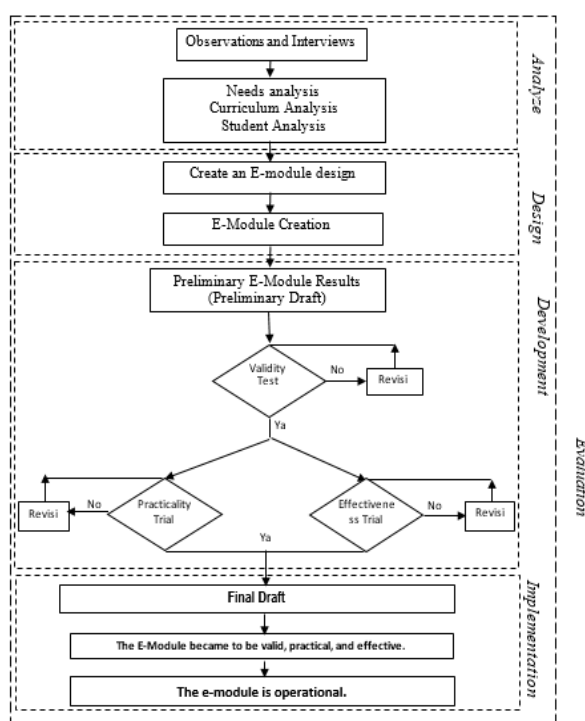 Observations and Interviews
Needs analysis
Curriculum Analysis
Student Analysis
Analyze
Create an E-module design
E-Module Creation
Design
Preliminary E-Module Results
(Preliminary Draft)
Development
Validity
Test
No
Revisi
Ya
Evaluation
Revisi
No
Practicality
Trial
Effectivene
ss Trial
No
Revisi
Ya
Final Draft
The E-Module became to be valid, practical, and effective.
The e-module is operational.
Implementation